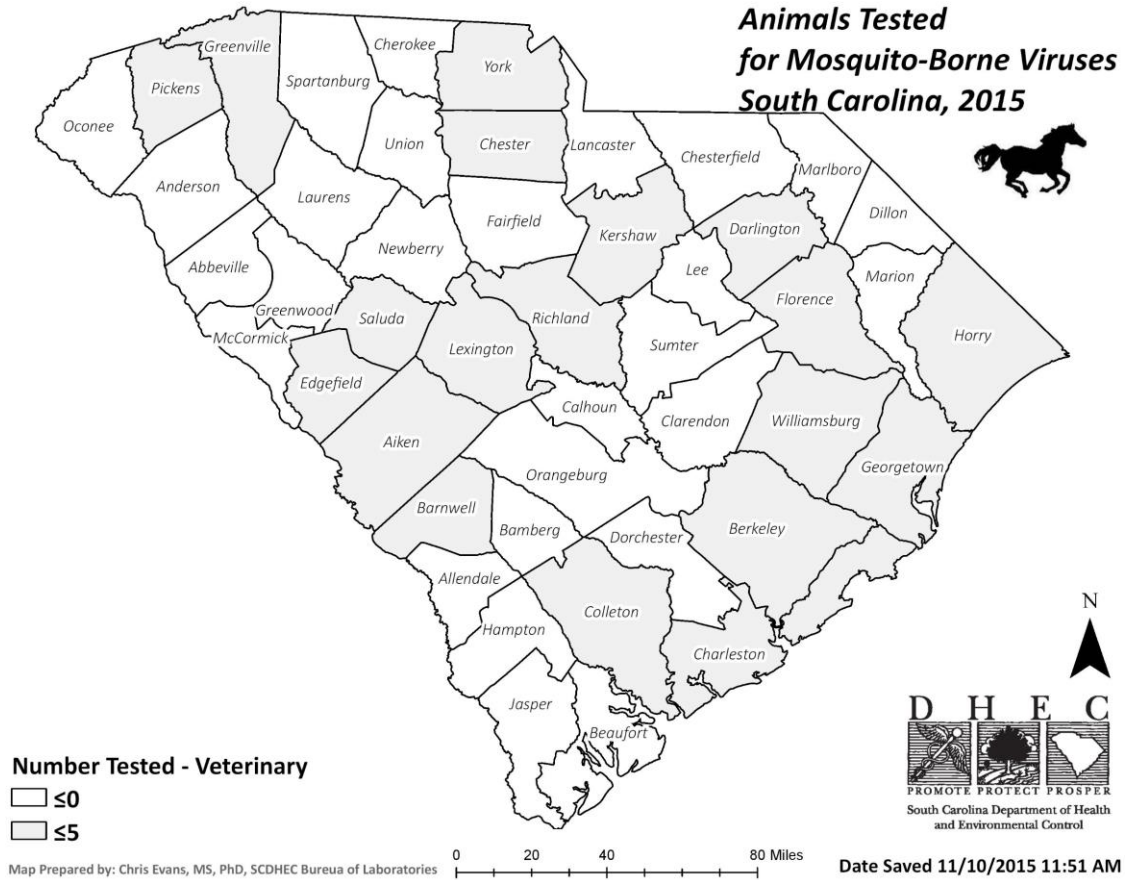 Animals Tested
for Mosquito-Borne Viruses
South Carolina, 2015
Cherokee
Greenville
York
Spartanburg
Pickens
Oconee
Union
Chester
Lancaster
Chesterfield
Marlboro
Anderson
Laurens
Dillon
Fairfield
Darlington
Kershaw
Newberry
Abbeville
Lee
Marion
Florence
Greenwood
Saluda
Richland
McCormick
Horry
Sumter
Lexington
Edgefield
Calhoun
Clarendon
Williamsburg
Aiken
Georgetown
Orangeburg
Barnwell
Bamberg
Berkeley
Dorchester
Allendale
Colleton
Hampton
Charleston
Jasper
Beaufort
N
D H E C
PROMOTE PROTECT PROSPER
South Carolina Department of Health
and Environmental Control
Number Tested - Veterinary
≤0
≤5
0 20 40 80 Miles
Map Prepared by: Chris Evans, MS, PhD, SCDHEC Bureua of Laboratories
Date Saved 11/10/2015 11:51 AM